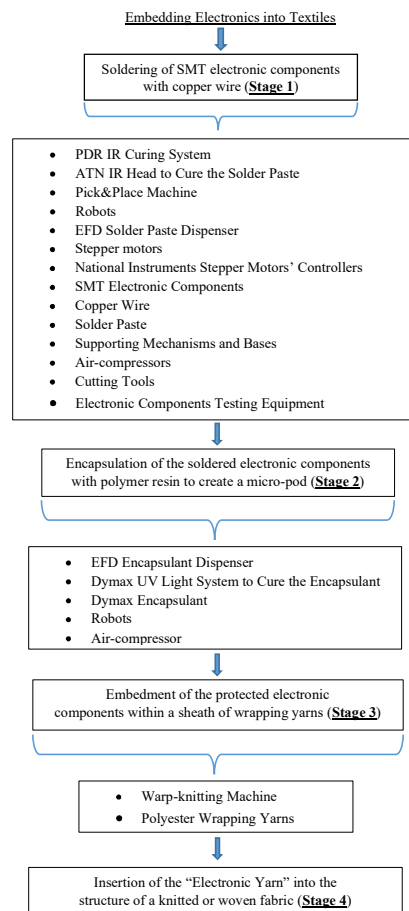 Embedding Electronics into Textiles
Soldering of SMT electronic components
with copper wire (Stage 1)
• PDR IR Curing System
• ATN IR Head to Cure the Solder Paste
• Pick&Place Machine
• Robots
• EFD Solder Paste Dispenser
• Stepper motors
• National Instruments Stepper Motors' Controllers
• SMT Electronic Components
• Copper Wire
• Solder Paste
• Supporting Mechanisms and Bases
• Air-compressors
• Cutting Tools
• Electronic Components Testing Equipment
Encapsulation of the soldered electronic components
with polymer resin to create a micro-pod (Stage 2)
• EFD Encapsulant Dispenser
• Dymax UV Light System to Cure the Encapsulant
• Dymax Encapsulant
• Robots
• Air-compressor
Embedment of the protected electronic
components within a sheath of wrapping yarns (Stage 3)
• Warp-knitting Machine
• Polyester Wrapping Yarns
Insertion of the “Electronic Yarn” into the
structure of a knitted or woven fabric (Stage 4)